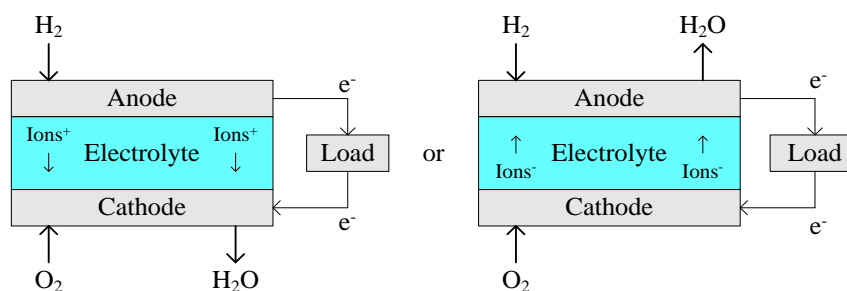 H₂
e⁻
Anode
Ions⁺ Ions⁺
Electrolyte
Load
Cathode
e⁻
O₂ H₂O
or
H₂ H₂O
e⁻
Anode
Electrolyte
Ions⁻ Ions⁻
Load
Cathode
e⁻
O₂